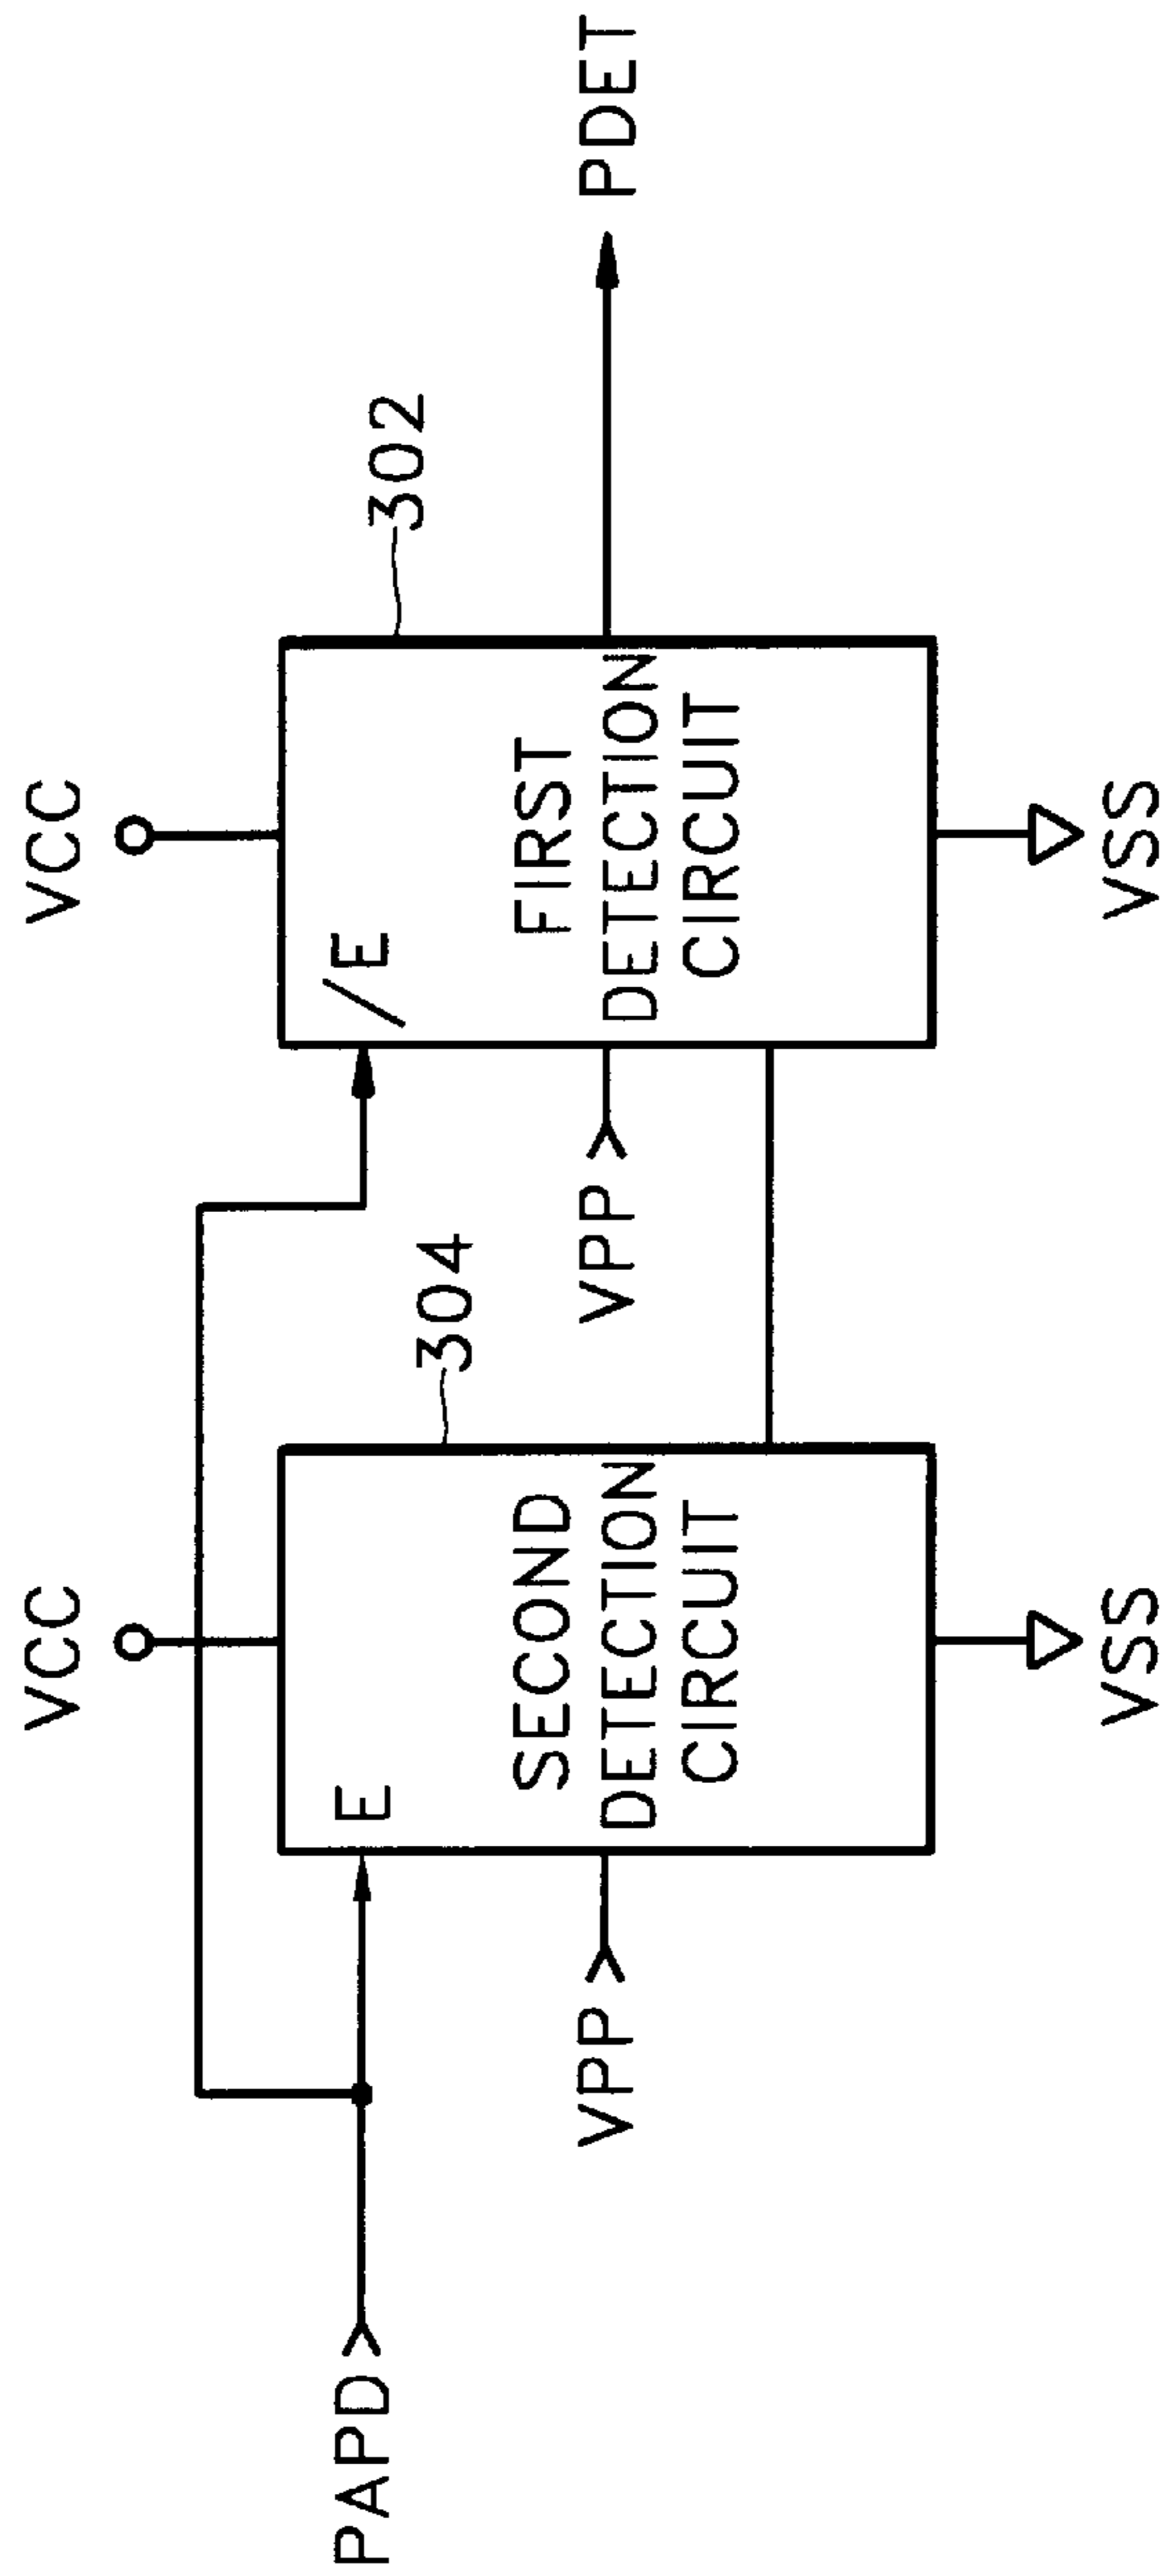 VCC
VCC
304
302
PAPD
E
/E
VPP
SECOND
DETECTION
CIRCUIT
VPP
FIRST
DETECTION
CIRCUIT
PDET
VSS
VSS